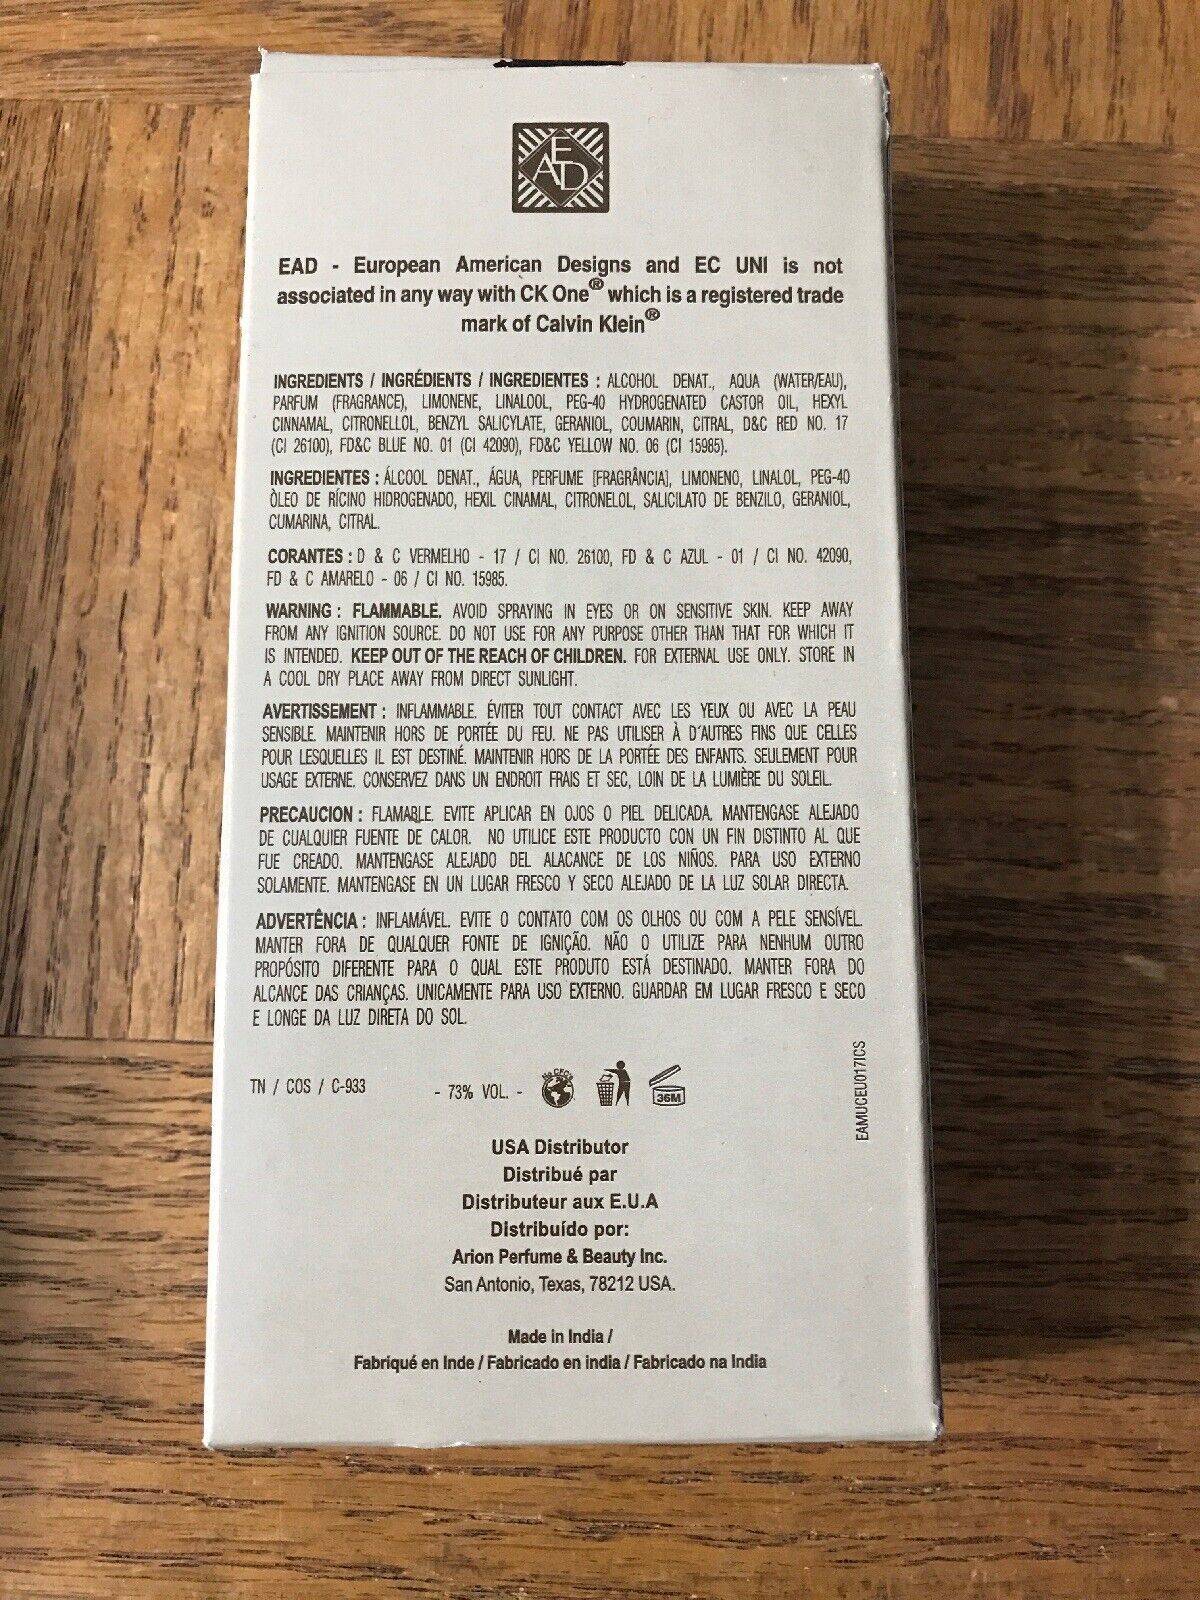 EAD
EAD - European American Designs and EC UNI is not
associated in any way with CK One® which is a registered trade
mark of Calvin Klein®
INGREDIENTS / INGRÉDIENTS / INGREDIENTES : ALCOHOL DENAT., AQUA (WATER/EAU),
PARFUM (FRAGRANCE), LIMONENE, LINALOOL, PEG-40 HYDROGENATED CASTOR OIL, HEXYL
CINNAMAL, CITRONELLOL, BENZYL SALICYLATE, GERANIOL, COUMARIN, CITRAL, D&C RED NO. 17
(CI 26100), FD&C BLUE NO. 01 (CI 42090), FD&C YELLOW NO. 06 (CI 15985).
INGREDIENTES : ÁLCOOL DENAT., ÁGUA, PERFUME [FRAGRÂNCIA], LIMONENO, LINALOL, PEG-40
ÒLEO DE RÍCINO HIDROGENADO, HEXIL CINAMAL, CITRONELOL, SALICILATO DE BENZILO, GERANIOL,
CUMARINA, CITRAL.
CORANTES : D & C VERMELHO - 17 / CI NO. 26100, FD & C AZUL - 01 / CI NO. 42090,
FD & C AMARELO - 06 / CI NO. 15985.
WARNING : FLAMMABLE. AVOID SPRAYING IN EYES OR ON SENSITIVE SKIN. KEEP AWAY
FROM ANY IGNITION SOURCE. DO NOT USE FOR ANY PURPOSE OTHER THAN THAT FOR WHICH IT
IS INTENDED. KEEP OUT OF THE REACH OF CHILDREN. FOR EXTERNAL USE ONLY. STORE IN
A COOL DRY PLACE AWAY FROM DIRECT SUNLIGHT.
AVERTISSEMENT : INFLAMMABLE. ÉVITER TOUT CONTACT AVEC LES YEUX OU AVEC LA PEAU
SENSIBLE. MAINTENIR HORS DE PORTÉE DU FEU. NE PAS UTILISER À D'AUTRES FINS QUE CELLES
POUR LESQUELLES IL EST DESTINÉ. MAINTENIR HORS DE LA PORTÉE DES ENFANTS. SEULEMENT POUR
USAGE EXTERNE. CONSERVEZ DANS UN ENDROIT FRAIS ET SEC, LOIN DE LA LUMIÈRE DU SOLEIL.
PRECAUCION : FLAMABLE. EVITE APLICAR EN OJOS O PIEL DELICADA. MANTENGASE ALEJADO
DE CUALQUIER FUENTE DE CALOR. NO UTILICE ESTE PRODUCTO CON UN FIN DISTINTO AL QUE
FUE CREADO. MANTENGASE ALEJADO DEL ALACANCE DE LOS NIÑOS. PARA USO EXTERNO
SOLAMENTE. MANTENGASE EN UN LUGAR FRESCO Y SECO ALEJADO DE LA LUZ SOLAR DIRECTA.
ADVERTÊNCIA : INFLAMÁVEL. EVITE O CONTATO COM OS OLHOS OU COM A PELE SENSÍVEL.
MANTER FORA DE QUALQUER FONTE DE IGNIÇÃO. NÃO O UTILIZE PARA NENHUM OUTRO
PROPÓSITO DIFERENTE PARA O QUAL ESTE PRODUTO ESTÁ DESTINADO. MANTER FORA DO
ALCANCE DAS CRIANÇAS. UNICAMENTE PARA USO EXTERNO. GUARDAR EM LUGAR FRESCO E SECO
E LONGE DA LUZ DIRETA DO SOL.
TN / COS / C-933
- 73% VOL. -
No CFC's
36M
EAMUCEU017ICS
USA Distributor
Distribué par
Distributeur aux E.U.A
Distribuído por:
Arion Perfume & Beauty Inc.
San Antonio, Texas, 78212 USA.
Made in India /
Fabriqué en Inde / Fabricado en india / Fabricado na India